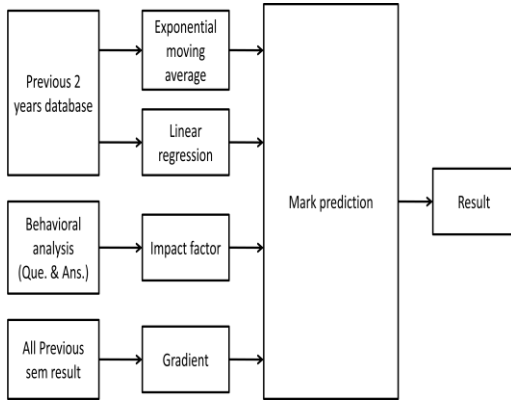 Previous 2
years database
Exponential
moving
average
Linear
regression
Behavioral
analysis
(Que. & Ans.)
Impact factor
All Previous
sem result
Gradient
Mark prediction
Result